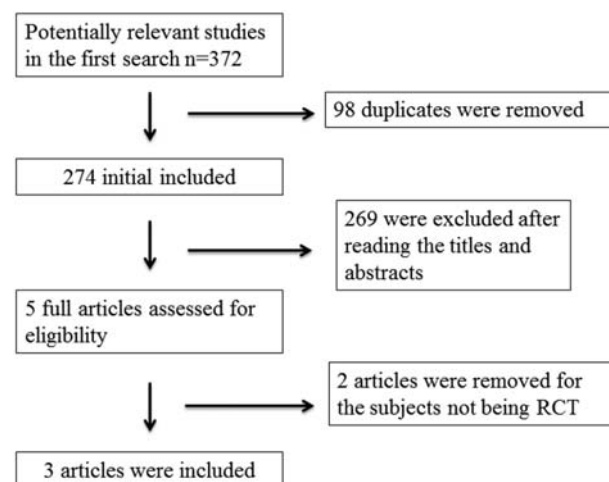 Potentially relevant studies
in the first search n=372
98 duplicates were removed
274 initial included
269 were excluded after
reading the titles and
abstracts
5 full articles assessed for
eligibility
2 articles were removed for
the subjects not being RCT
3 articles were included